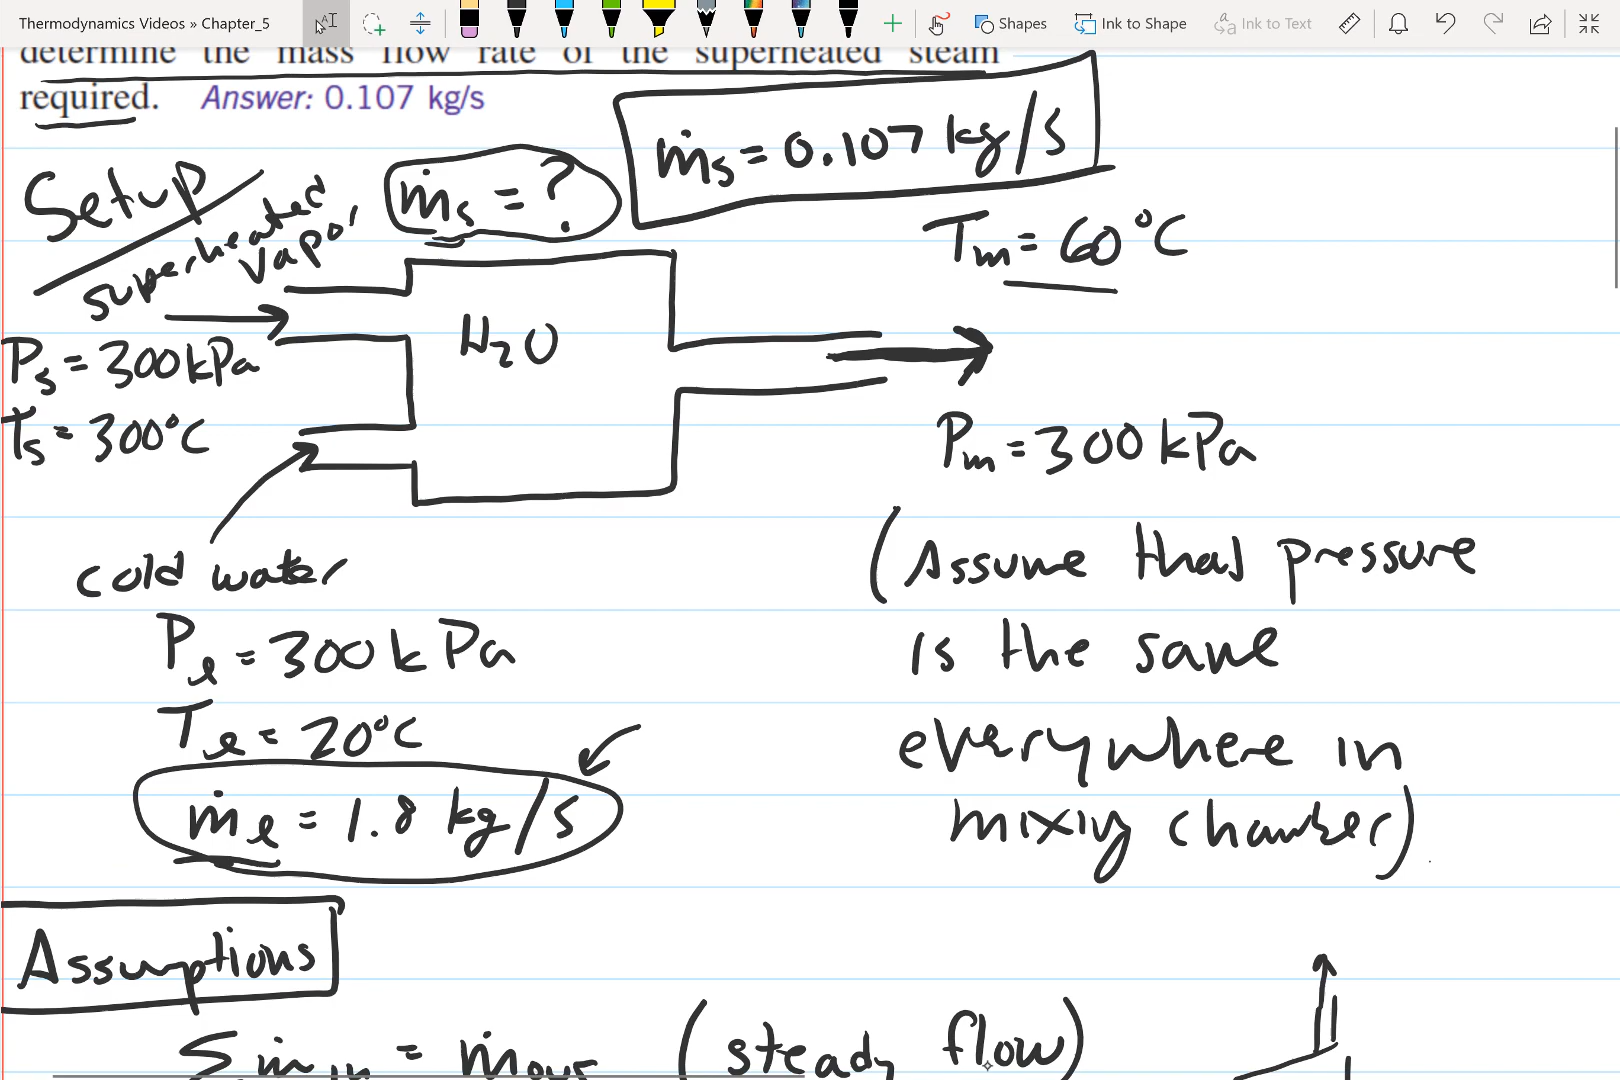 Thermodynamics Videos » Chapter_5
Shapes
Ink to Shape
Ink to Text
determine the mass flow rate of the superheated steam
required. Answer: 0.107 kg/s
ṁs = 0.107 kg/s
Setup
ṁs = ?
superheated
vapor
Tm = 60°C
H2O
Ps = 300 kPa
Ts = 300°C
Pm = 300 kPa
cold water
(Assume that pressure
is the same
everywhere in
mixing chamber)
Pl = 300 kPa
Tl = 20°C
ṁl = 1.8 kg/s
Assumptions
Σṁin = ṁout (steady flow)